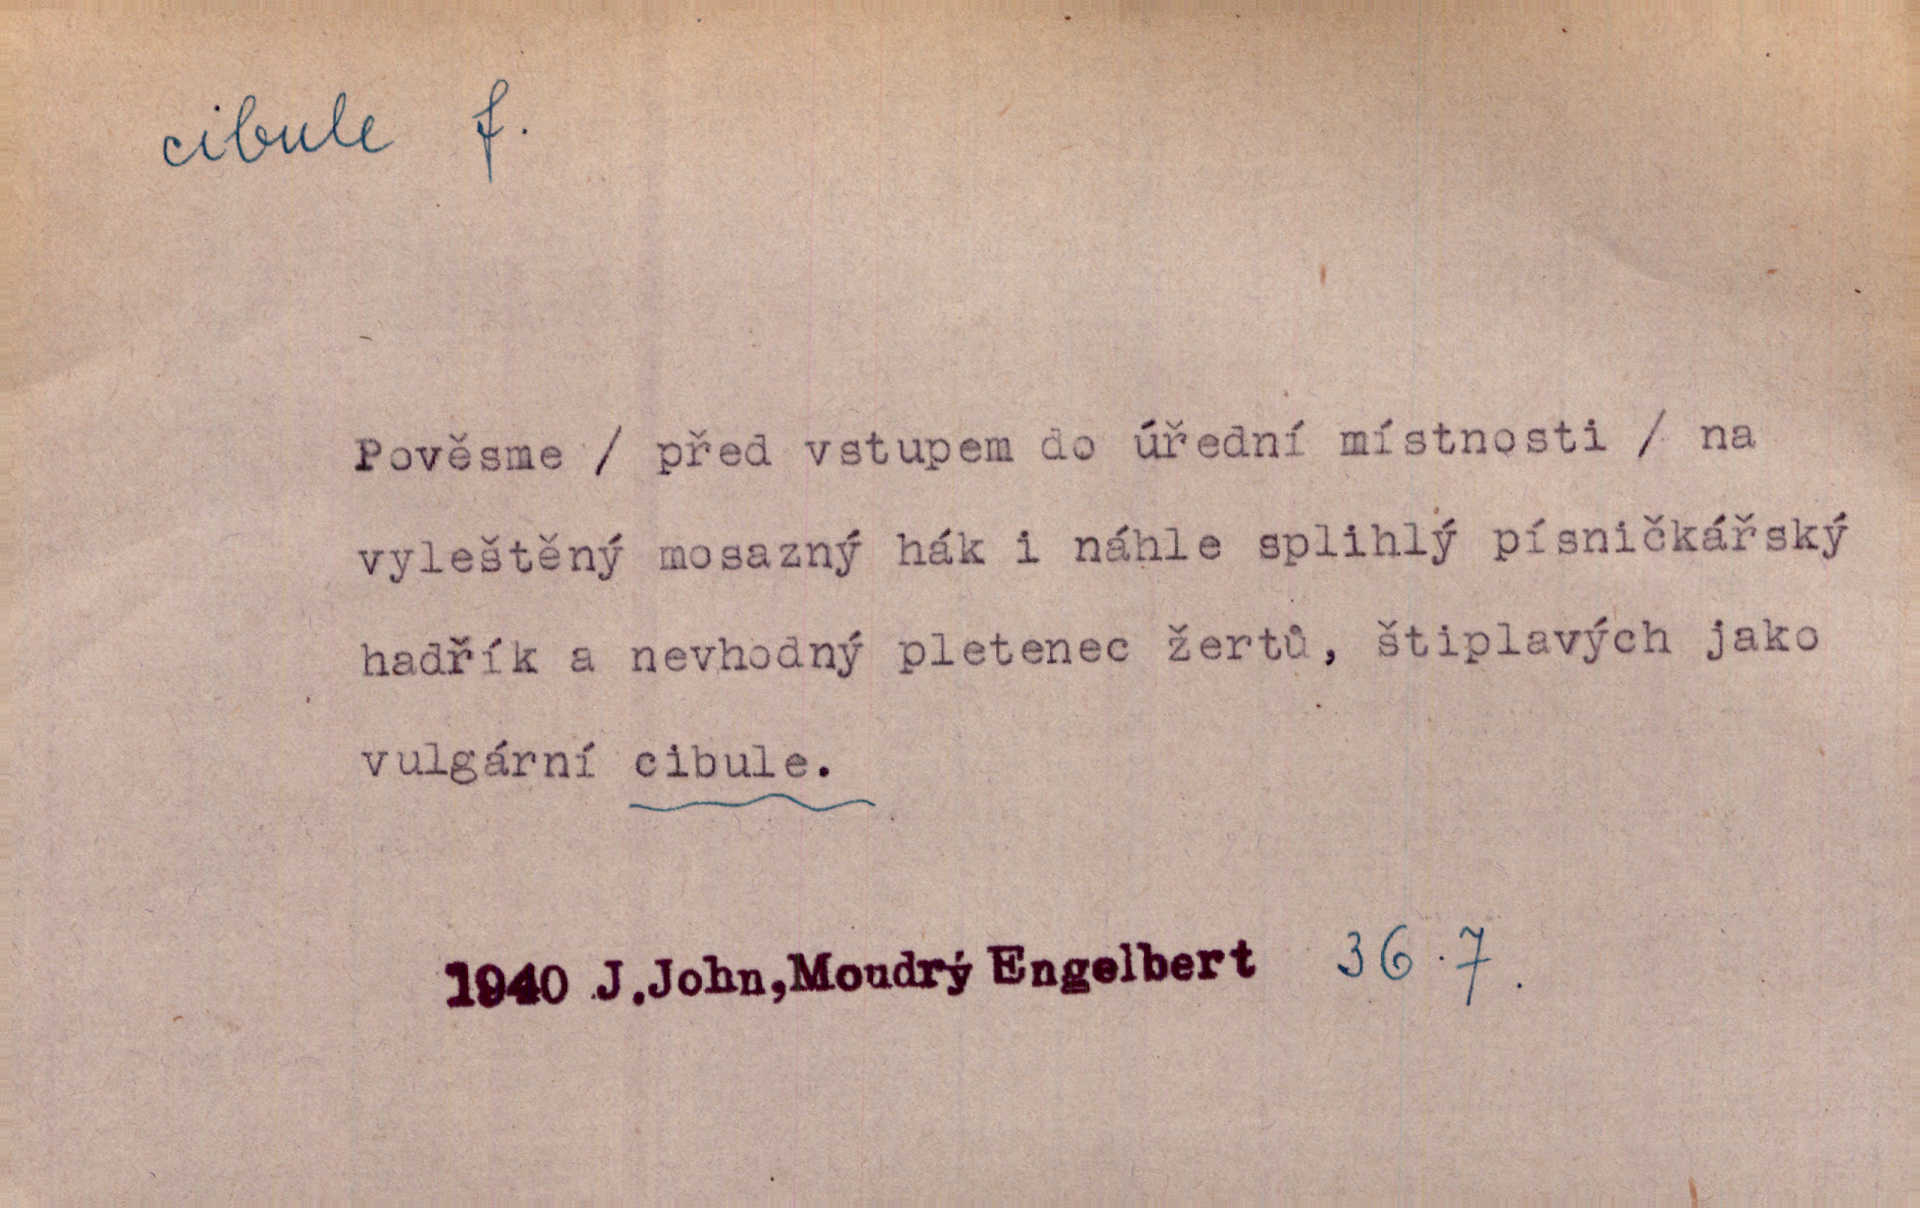 cibule f.
Pověsme / před vstupem do úřední místnosti / na
vyleštěný mosazný hák i náhle splihlý písničkářský
hadřík a nevhodný pletenec žertů, štiplavých jako
vulgární cibule.
1940 J.John,Moudrý Engelbert 36.7.